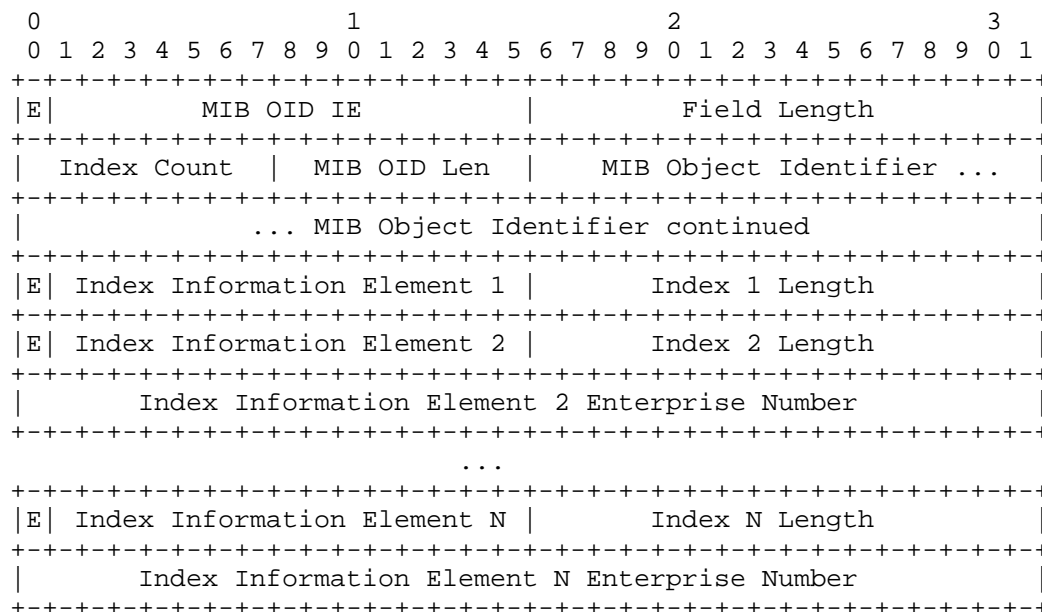 0                   1                   2                   3
 0 1 2 3 4 5 6 7 8 9 0 1 2 3 4 5 6 7 8 9 0 1 2 3 4 5 6 7 8 9 0 1
+-+-+-+-+-+-+-+-+-+-+-+-+-+-+-+-+-+-+-+-+-+-+-+-+-+-+-+-+-+-+-+-+
|E|         MIB OID IE          |         Field Length          |
+-+-+-+-+-+-+-+-+-+-+-+-+-+-+-+-+-+-+-+-+-+-+-+-+-+-+-+-+-+-+-+-+
|  Index Count  |  MIB OID Len  |    MIB Object Identifier ...  |
+-+-+-+-+-+-+-+-+-+-+-+-+-+-+-+-+-+-+-+-+-+-+-+-+-+-+-+-+-+-+-+-+
|              ... MIB Object Identifier continued              |
+-+-+-+-+-+-+-+-+-+-+-+-+-+-+-+-+-+-+-+-+-+-+-+-+-+-+-+-+-+-+-+-+
|E| Index Information Element 1 |       Index 1 Length          |
+-+-+-+-+-+-+-+-+-+-+-+-+-+-+-+-+-+-+-+-+-+-+-+-+-+-+-+-+-+-+-+-+
|E| Index Information Element 2 |       Index 2 Length          |
+-+-+-+-+-+-+-+-+-+-+-+-+-+-+-+-+-+-+-+-+-+-+-+-+-+-+-+-+-+-+-+-+
|       Index Information Element 2 Enterprise Number           |
+-+-+-+-+-+-+-+-+-+-+-+-+-+-+-+-+-+-+-+-+-+-+-+-+-+-+-+-+-+-+-+-+
                            ...
+-+-+-+-+-+-+-+-+-+-+-+-+-+-+-+-+-+-+-+-+-+-+-+-+-+-+-+-+-+-+-+-+
|E| Index Information Element N |       Index N Length          |
+-+-+-+-+-+-+-+-+-+-+-+-+-+-+-+-+-+-+-+-+-+-+-+-+-+-+-+-+-+-+-+-+
|       Index Information Element N Enterprise Number           |
+-+-+-+-+-+-+-+-+-+-+-+-+-+-+-+-+-+-+-+-+-+-+-+-+-+-+-+-+-+-+-+-+